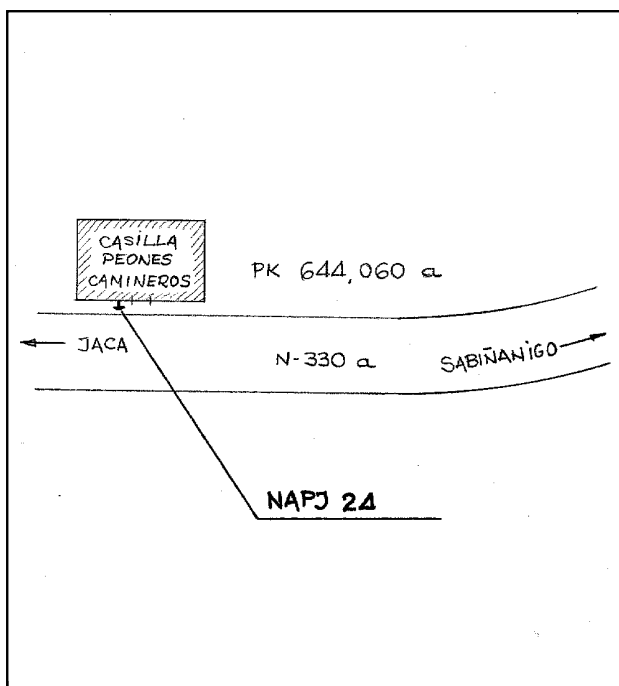 CASILLA
PEONES
CAMINEROS
PK 644,060 a
JACA
N-330 a
SABIÑANIGO
NAPJ 24